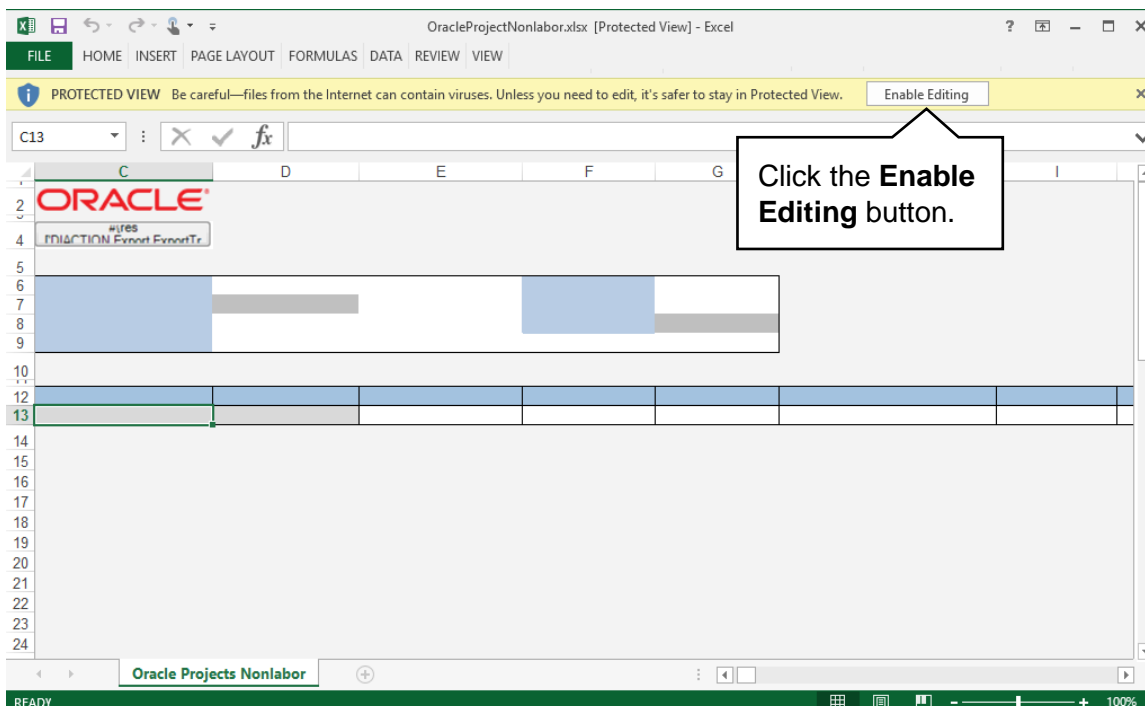 OracleProjectNonlabor.xlsx [Protected View] - Excel
FILE HOME INSERT PAGE LAYOUT FORMULAS DATA REVIEW VIEW
PROTECTED VIEW Be careful—files from the Internet can contain viruses. Unless you need to edit, it's safer to stay in Protected View. Enable Editing
C13 fx
Click the Enable
Editing button.
C D E F G I
2
ORACLE
4
5
6
7
8
9
10
12
13
14
15
16
17
18
19
20
21
22
23
24
Oracle Projects Nonlabor
READY 100%